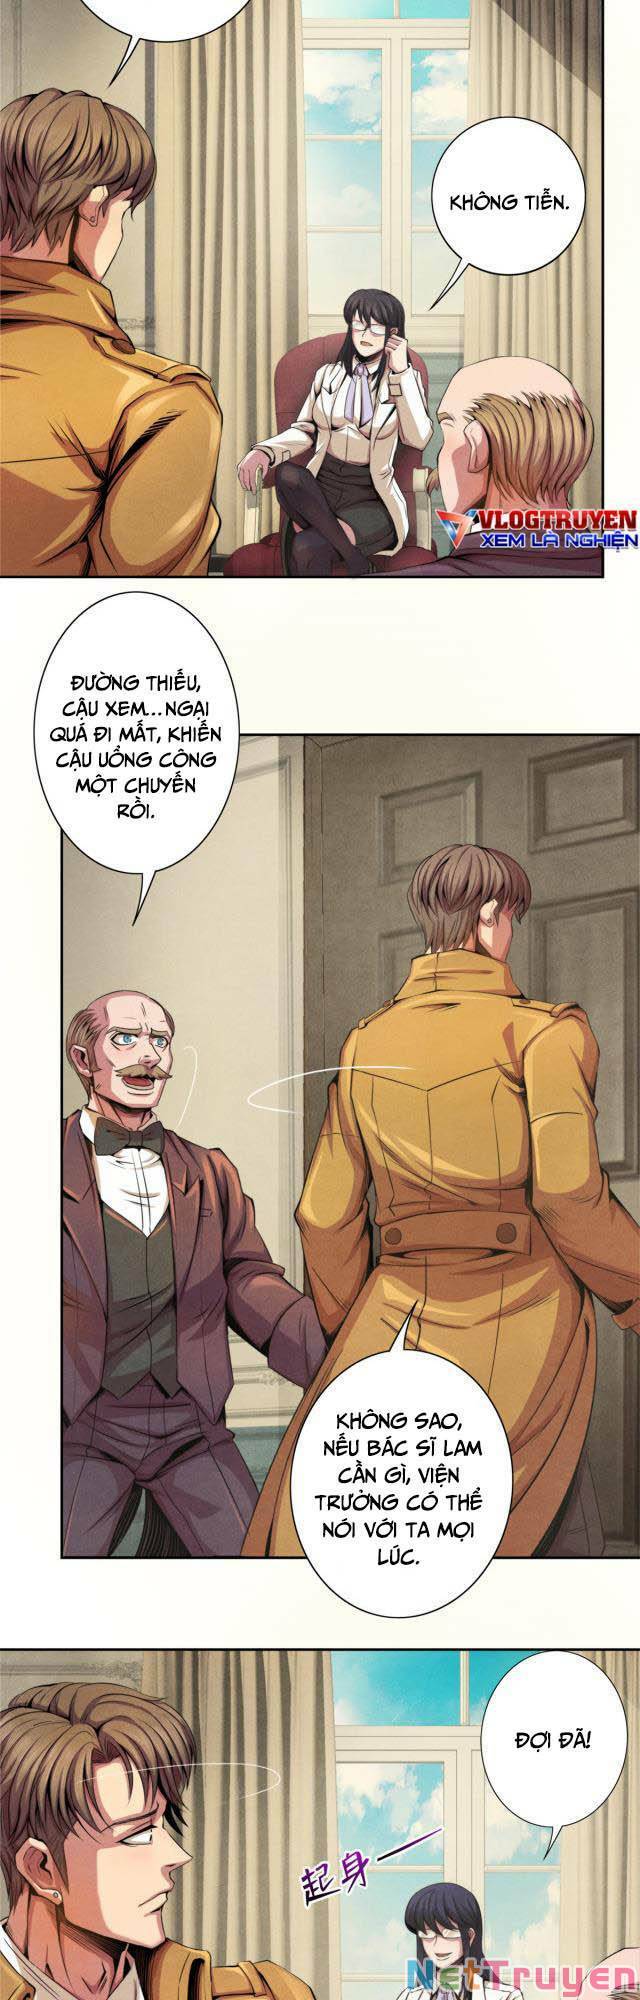 KHÔNG TIỄN.
VLOGTRUYEN
XEM LÀ NGHIỆN
ĐƯỜNG THIẾU,
CẬU XEM...NGẠI
QUÁ ĐI MẤT, KHIẾN
CẬU UỔNG CÔNG
MỘT CHUYẾN
RỒI.
KHÔNG SAO,
NẾU BÁC SĨ LAM
CẦN GÌ, VIỆN
TRƯỞNG CÓ THỂ
NÓI VỚI TA MỌI
LÚC.
ĐỢI ĐÃ!
起身
NetTruyen